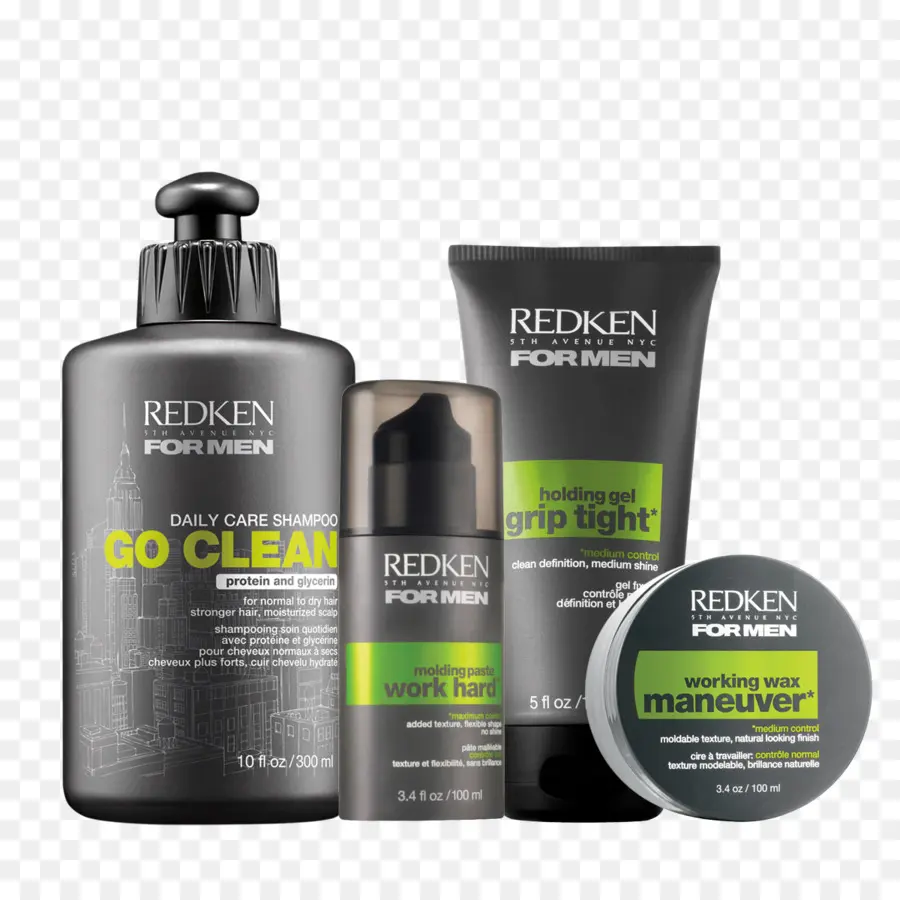 REDKEN
5TH AVENUE NYC
FOR MEN
DAILY CARE SHAMPOO
GO CLEAN
protein and glycerin
for normal to dry hair
stronger hair, moisturized scalp
shampooing soin quotidien
avec protéine et glycérine
pour cheveux normaux à secs
cheveux plus forts, cuir chevelu hydraté
10 fl oz / 300 ml
REDKEN
5TH AVENUE NYC
FOR MEN
molding paste
work hard*
*maximum control
added texture, flexible shape
no shine
pâte malléable
texture et flexibilité, sans brillance
3.4 fl oz / 100 ml
REDKEN
5TH AVENUE NYC
FOR MEN
holding gel
grip tight*
*medium control
clean definition, medium shine
gel
contrôle
définition et
5 fl oz /
REDKEN
5TH AVENUE NYC
FOR MEN
working wax
maneuver*
*medium control
moldable texture, natural looking finish
cire à travailler: contrôle normal
texture modelable, brillance naturelle
3.4 oz / 100 ml